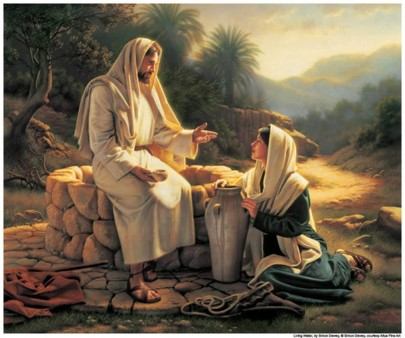 Living Water, by Simon Dewey, © Simon Dewey, courtesy Altus Fine Art